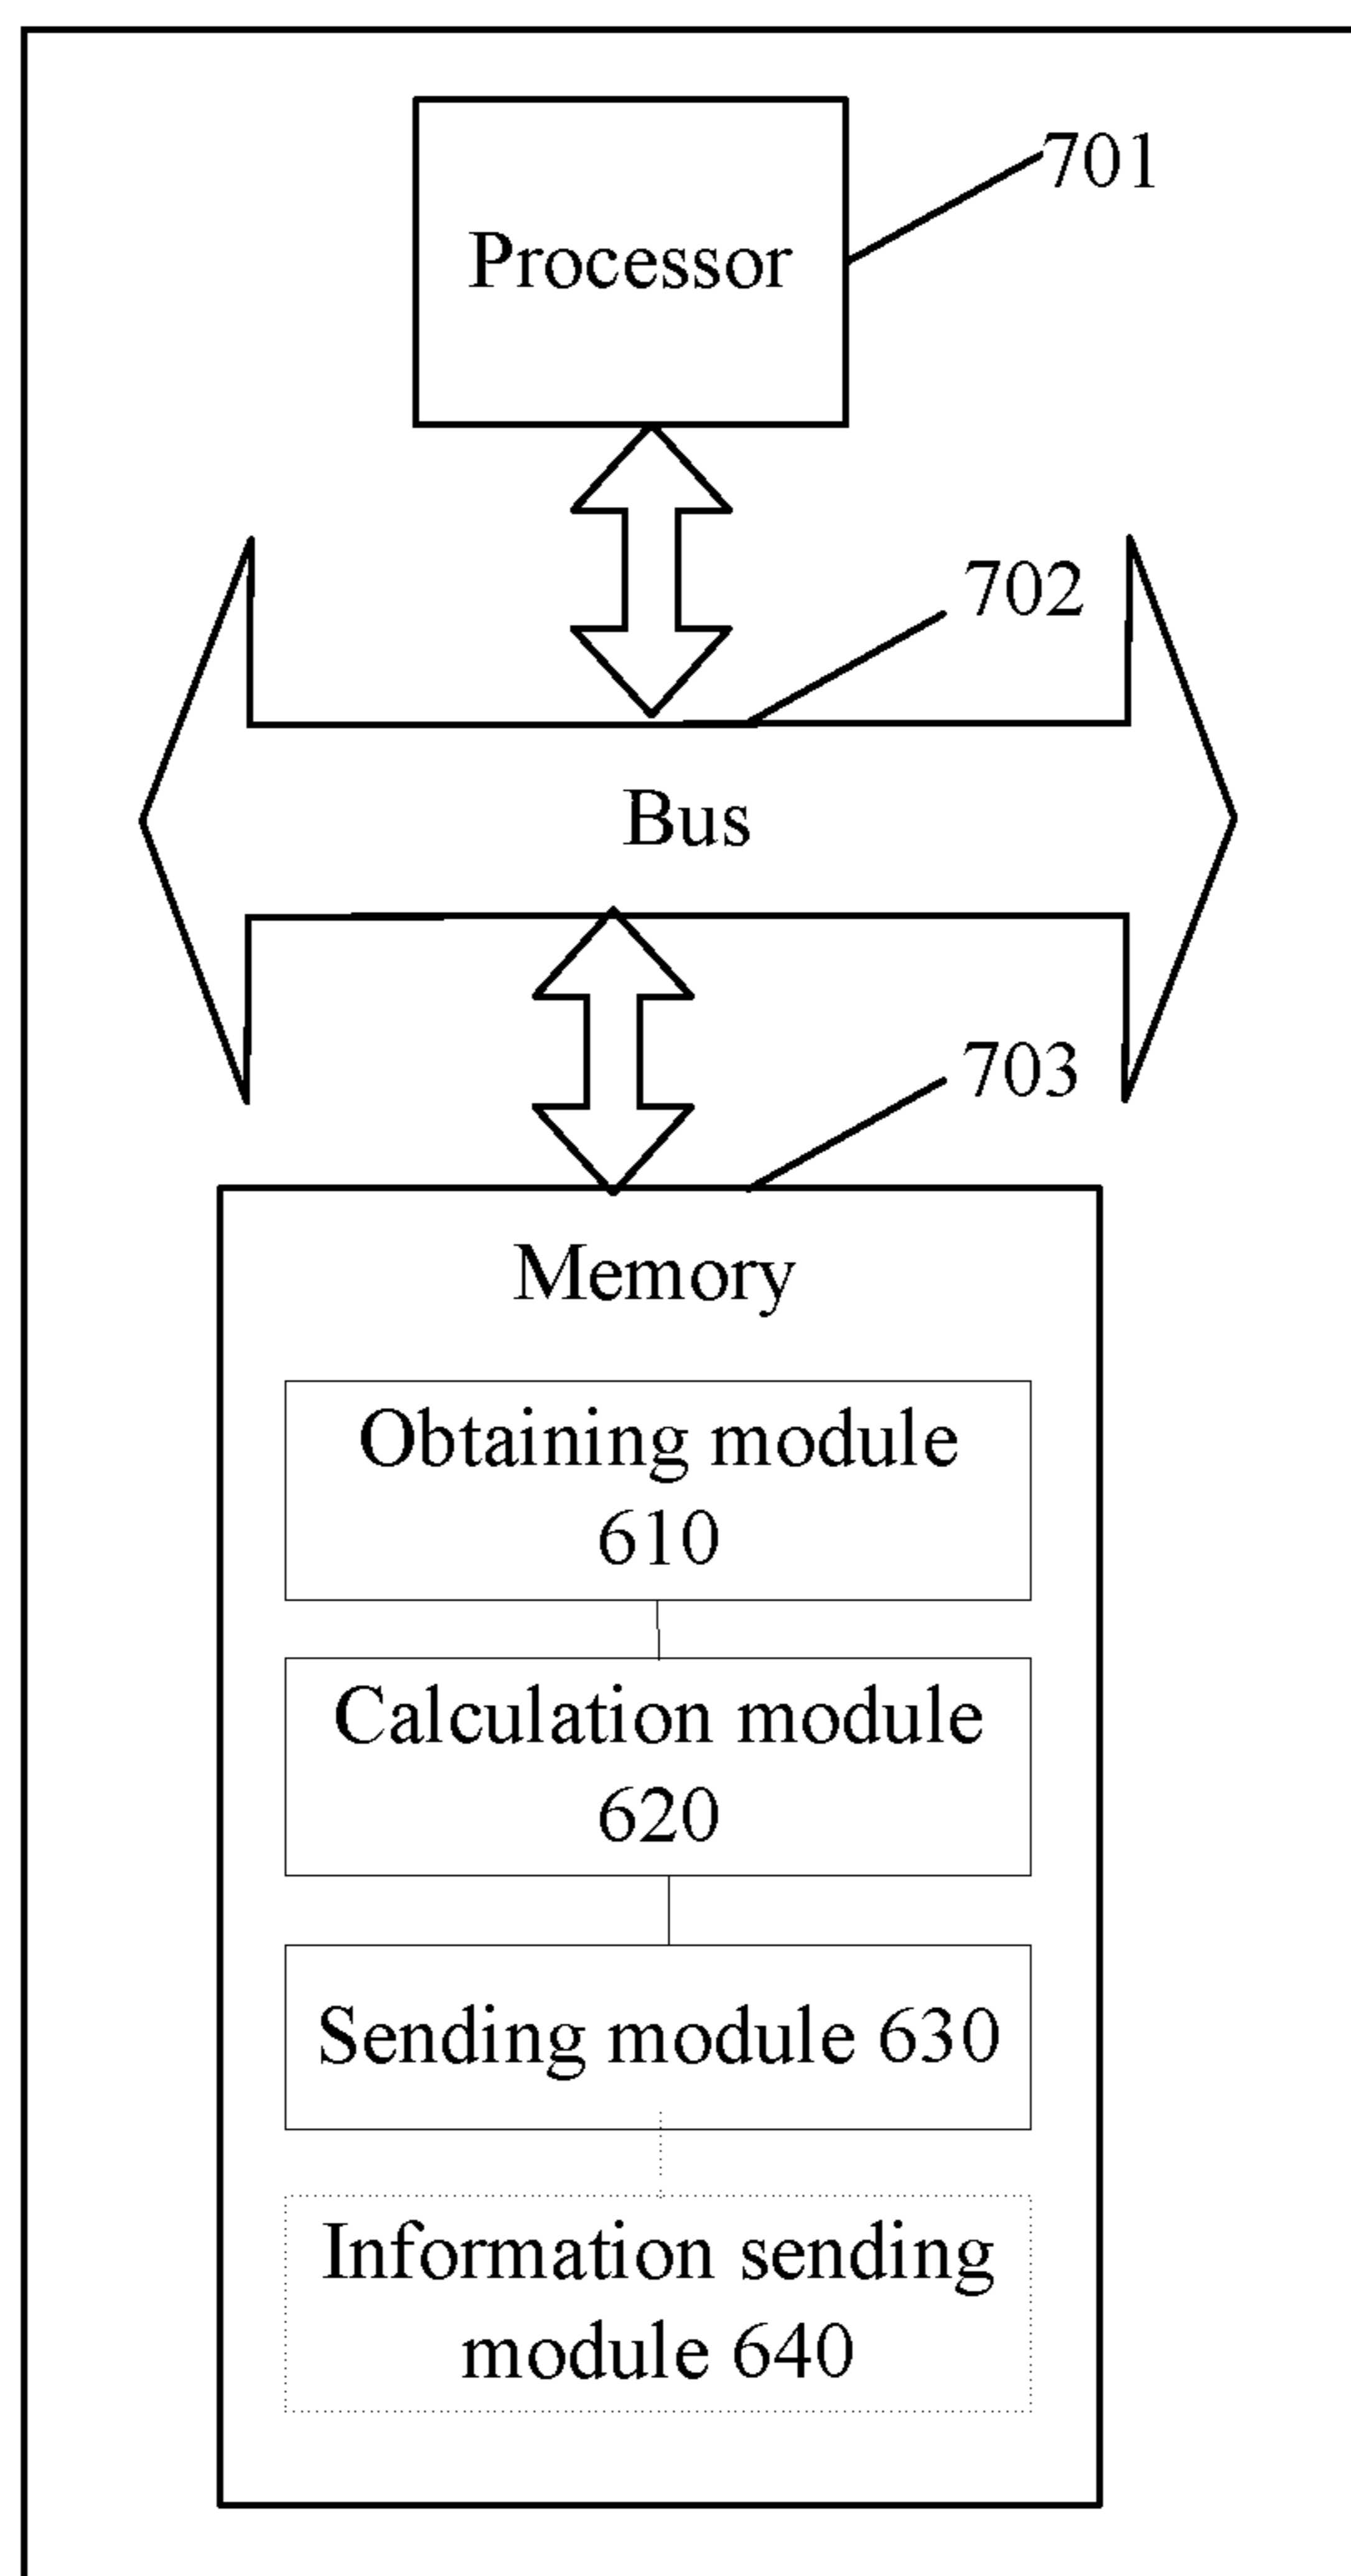 701
Processor
702
Bus
703
Memory
Obtaining module
610
Calculation module
620
Sending module 630
Information sending
module 640